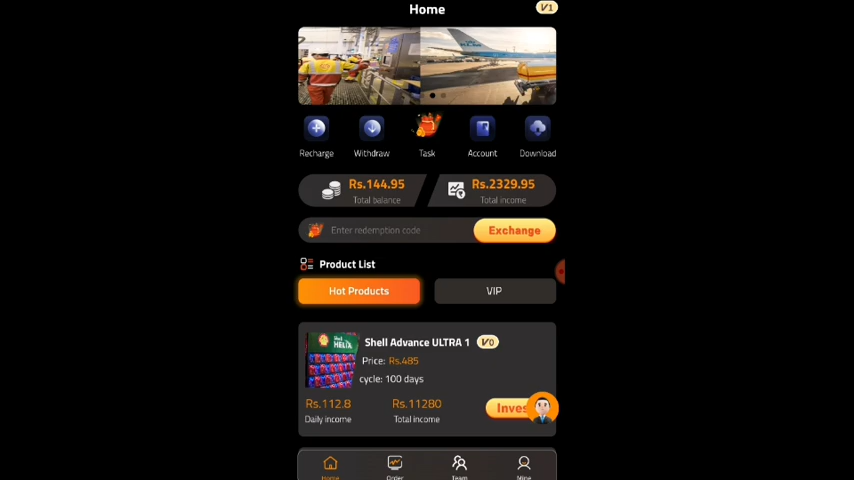 Home
V1
Recharge
Withdraw
Task
Account
Download
Rs.144.95
Total balance
Rs.2329.95
Total income
Enter redemption code
Exchange
Product List
Hot Products
VIP
Shell Advance ULTRA 1
V0
Price: Rs.485
cycle: 100 days
HELIX
Rs.112.8
Rs.11280
Daily income
Total income
Inves
Home
Order
Team
Mine